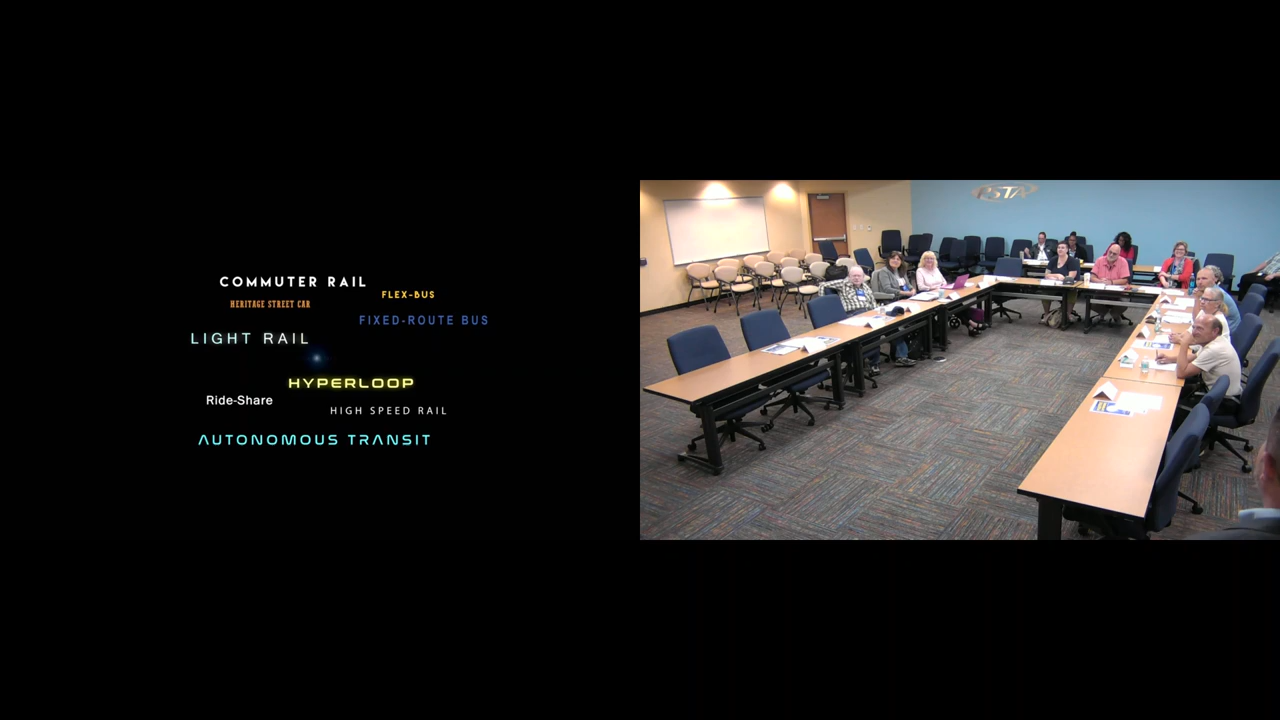 COMMUTER RAIL
FLEX-BUS
HERITAGE STREET CAR
FIXED-ROUTE BUS
LIGHT RAIL
HYPERLOOP
Ride-Share
HIGH SPEED RAIL
AUTONOMOUS TRANSIT